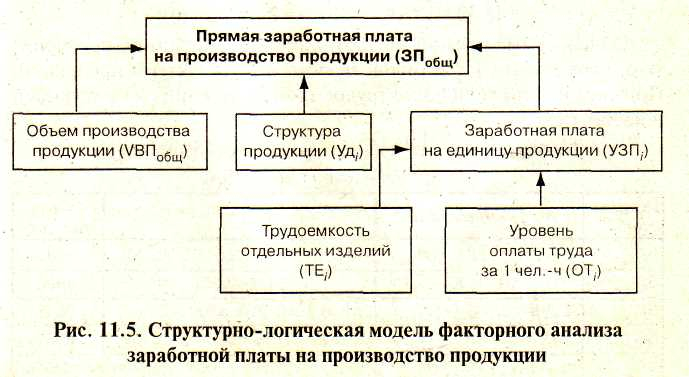 Прямая заработная плата
на производство продукции (ЗПобщ)
Объем производства
продукции (VВПобщ)
Структура
продукции (Удi)
Заработная плата
на единицу продукции (УЗПi)
Трудоемкость
отдельных изделий
(ТЕi)
Уровень
оплаты труда
за 1 чел.-ч (ОТi)
Рис. 11.5. Структурно-логическая модель факторного анализа
заработной платы на производство продукции